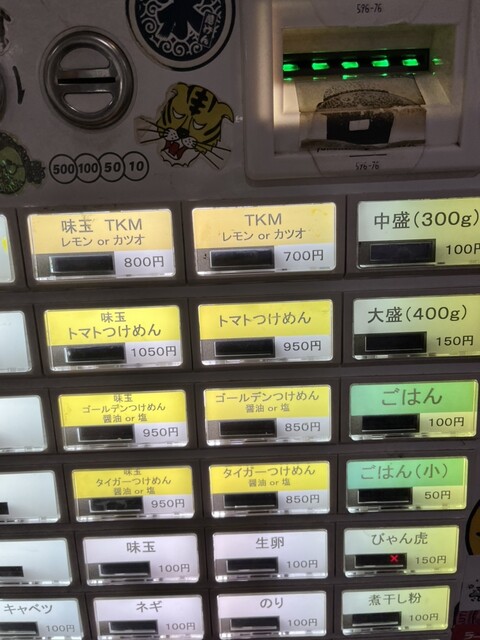 596-76
596-76
500 100 50 10
味玉 TKM
レモン or カツオ
800円
TKM
レモン or カツオ
700円
中盛(300g)
100円
味玉
トマトつけめん
1050円
トマトつけめん
950円
大盛(400g)
150円
味玉
ゴールデンつけめん
醤油 or 塩
950円
ゴールデンつけめん
醤油 or 塩
850円
ごはん
100円
味玉
タイガーつけめん
醤油 or 塩
950円
タイガーつけめん
醤油 or 塩
850円
ごはん(小)
50円
味玉
100円
生卵
100円
びゃん虎
150円
キャベツ
100円
ネギ
100円
のり
100円
煮干し粉
100円